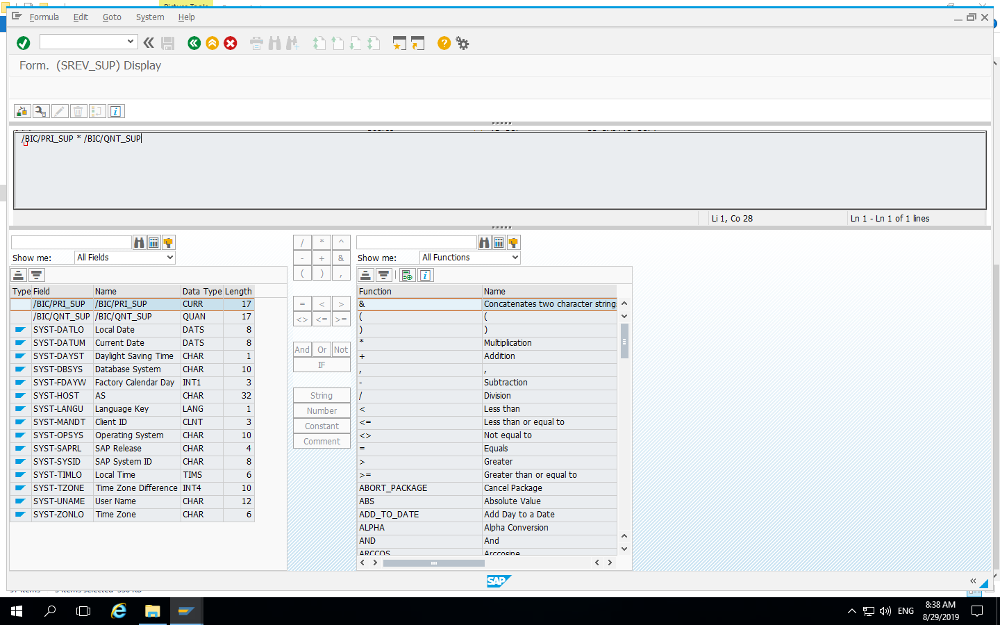 Picture Tools
Formula Edit Goto System Help
Form. (SREV_SUP) Display
/BIC/PRI_SUP * /BIC/QNT_SUP
Li 1, Co 28 Ln 1 - Ln 1 of 1 lines
/ * ^
Show me: All Fields
- + &
Show me: All Functions
( ) ,
Type Field Name Data Type Length
/BIC/PRI_SUP /BIC/PRI_SUP CURR 17
/BIC/QNT_SUP /BIC/QNT_SUP QUAN 17
SYST-DATLO Local Date DATS 8
SYST-DATUM Current Date DATS 8
SYST-DAYST Daylight Saving Time CHAR 1
SYST-DBSYS Database System CHAR 10
SYST-FDAYW Factory Calendar Day INT1 3
SYST-HOST AS CHAR 32
SYST-LANGU Language Key LANG 1
SYST-MANDT Client ID CLNT 3
SYST-OPSYS Operating System CHAR 10
SYST-SAPRL SAP Release CHAR 4
SYST-SYSID SAP System ID CHAR 8
SYST-TIMLO Local Time TIMS 6
SYST-TZONE Time Zone Difference INT4 10
SYST-UNAME User Name CHAR 12
SYST-ZONLO Time Zone CHAR 6
= < >
<> <= >=
And Or Not
IF
String
Number
Constant
Comment
Function Name
& Concatenates two character strings
( (
) )
* Multiplication
+ Addition
, ,
- Subtraction
/ Division
< Less than
<= Less than or equal to
<> Not equal to
= Equals
> Greater
>= Greater than or equal to
ABORT_PACKAGE Cancel Package
ABS Absolute Value
ADD_TO_DATE Add Day to a Date
ALPHA Alpha Conversion
AND And
ARCCOS Arccosine
SAP
ENG
8:38 AM
8/29/2019